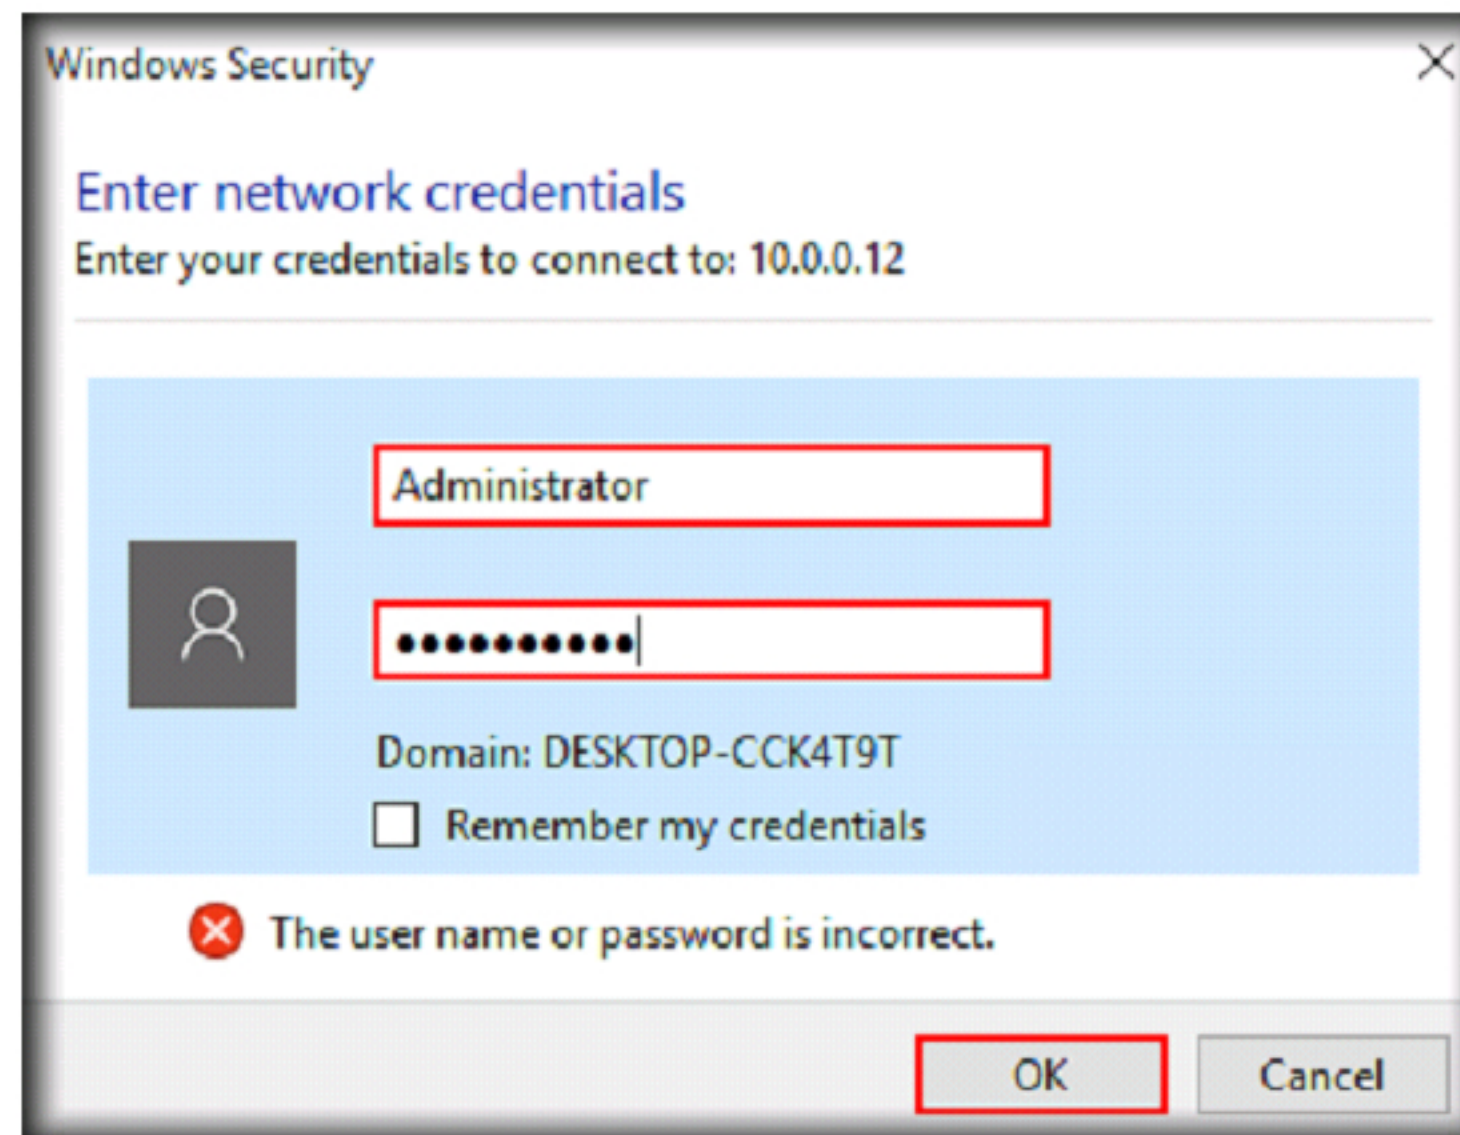 Windows Security
Enter network credentials
Enter your credentials to connect to: 10.0.0.12
Administrator
●●●●●●●●●●
Domain: DESKTOP-CCK4T9T
Remember my credentials
The user name or password is incorrect.
OK
Cancel